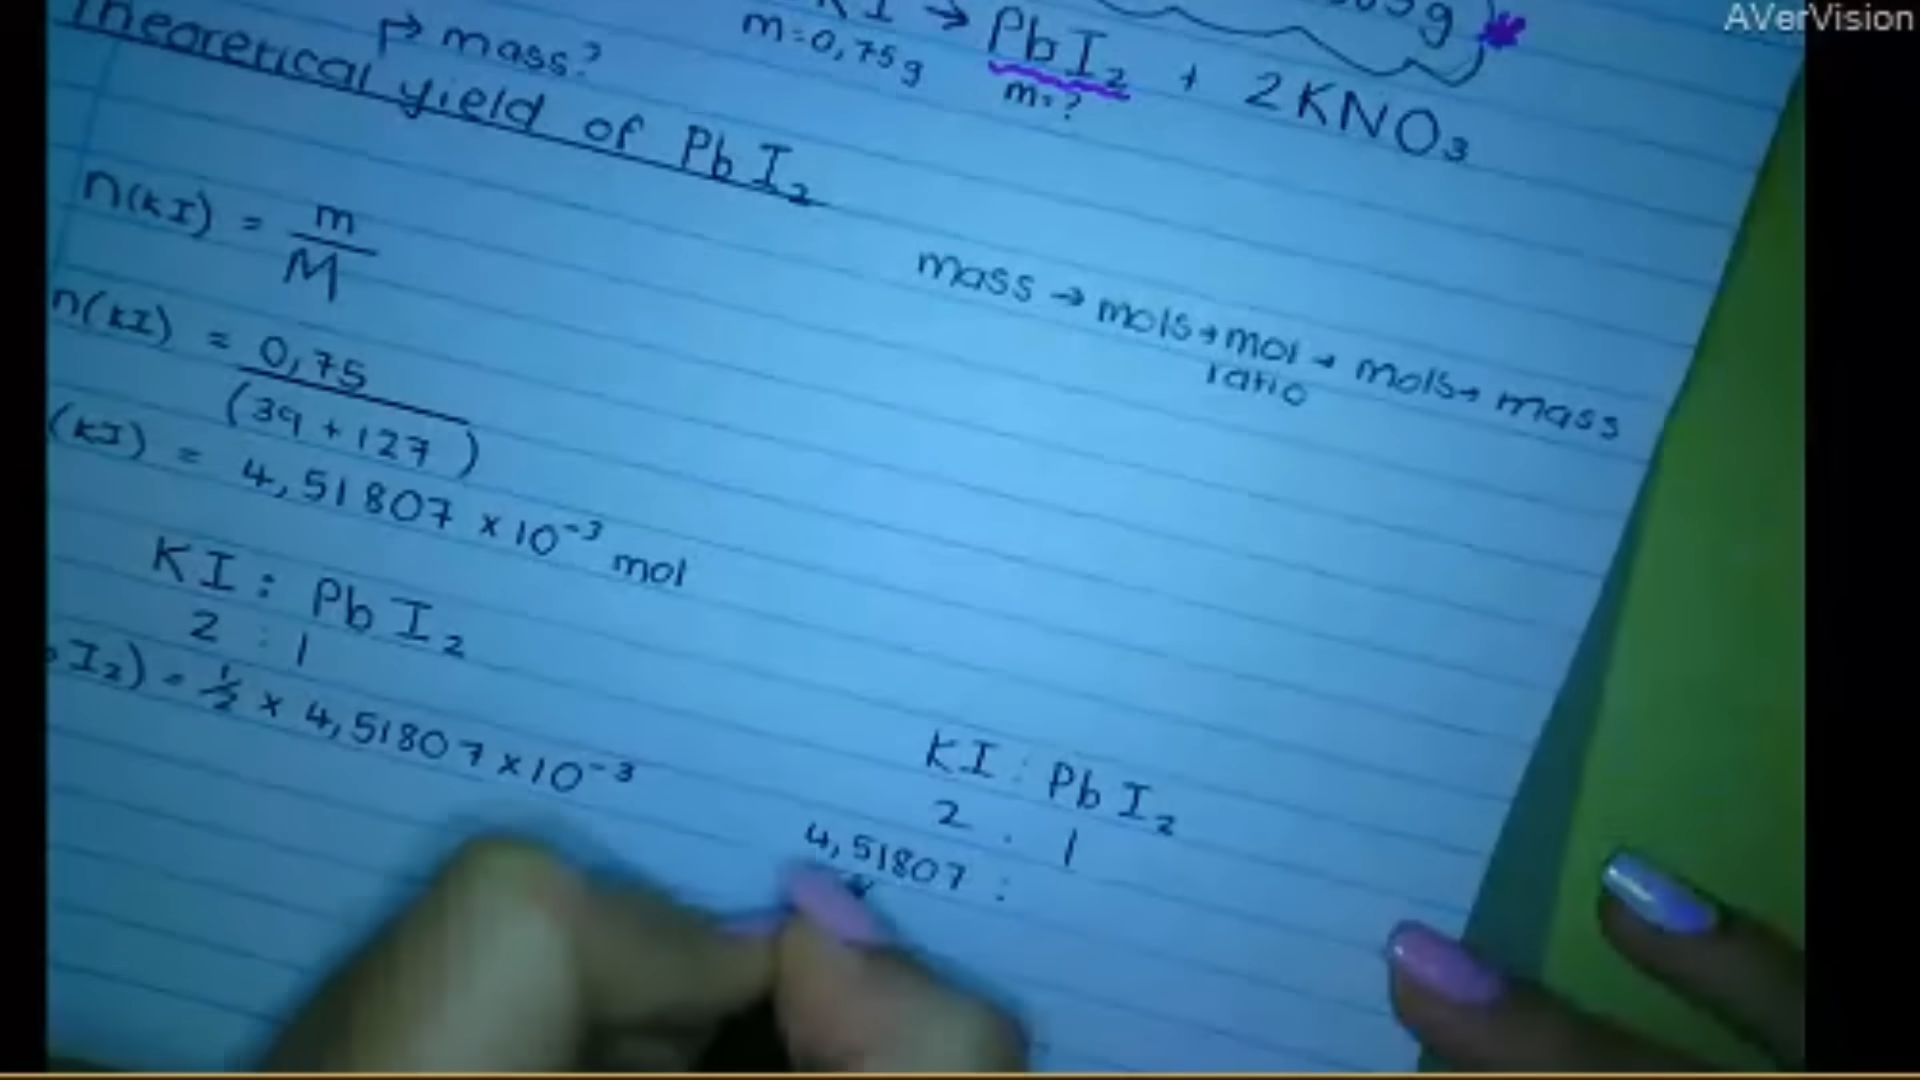 AVerVision
g
KI → PbI₂ + 2KNO₃
m=0,75g m=?
↱ mass?
Theoretical yield of PbI₂
n(KI) = m/M
mass → mols → mol ratio → mols → mass
n(KI) = 0,75/(39 + 127)
(KI) = 4,51807 × 10⁻³ mol
KI : PbI₂
2 : 1
I₂) = ½ × 4,51807 × 10⁻³
KI : PbI₂
2 : 1
4,51807 :